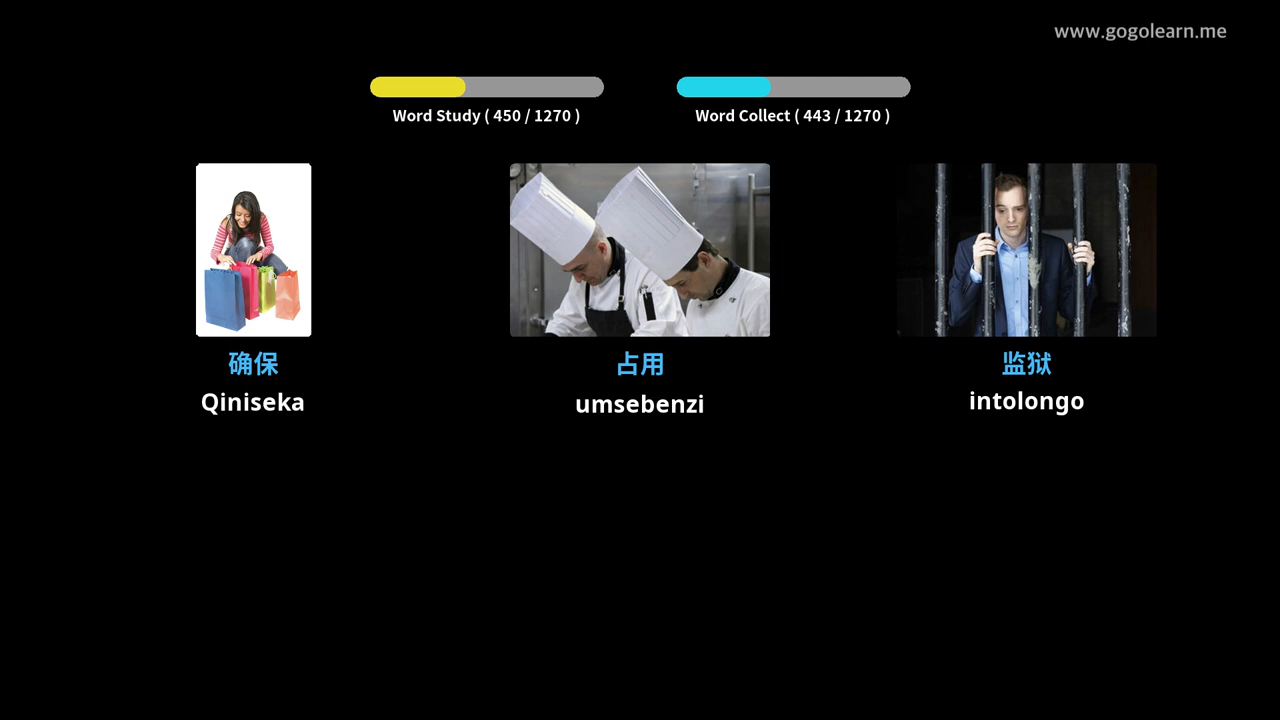 www.gogolearn.me
Word Study ( 450 / 1270 )
Word Collect ( 443 / 1270 )
确保
Qiniseka
占用
umsebenzi
监狱
intolongo